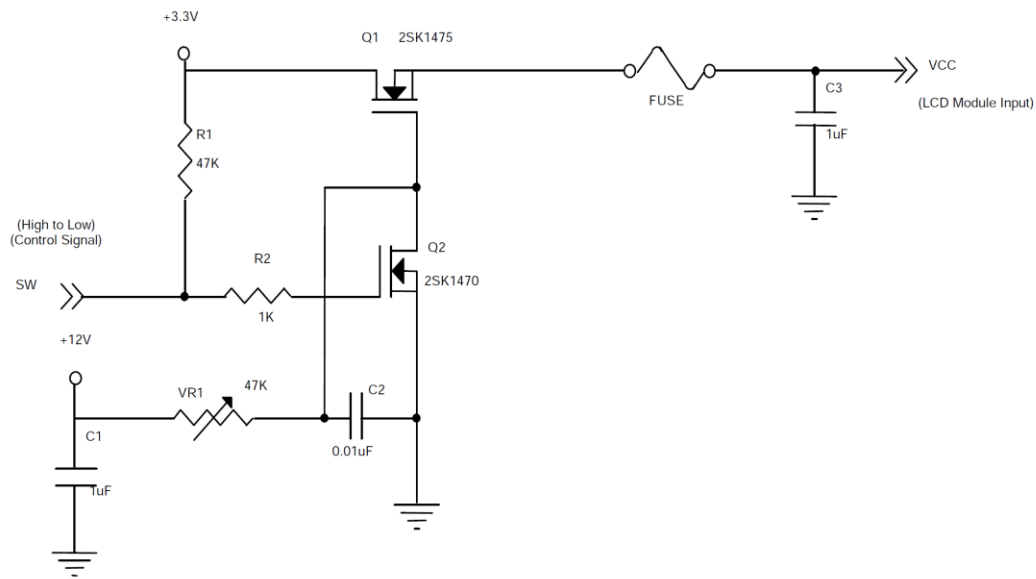 +3.3V
Q1 2SK1475
FUSE
VCC
C3
(LCD Module Input)
1uF
R1
47K
(High to Low)
(Control Signal)
SW
R2
1K
Q2
2SK1470
+12V
VR1
47K
C2
0.01uF
C1
1uF